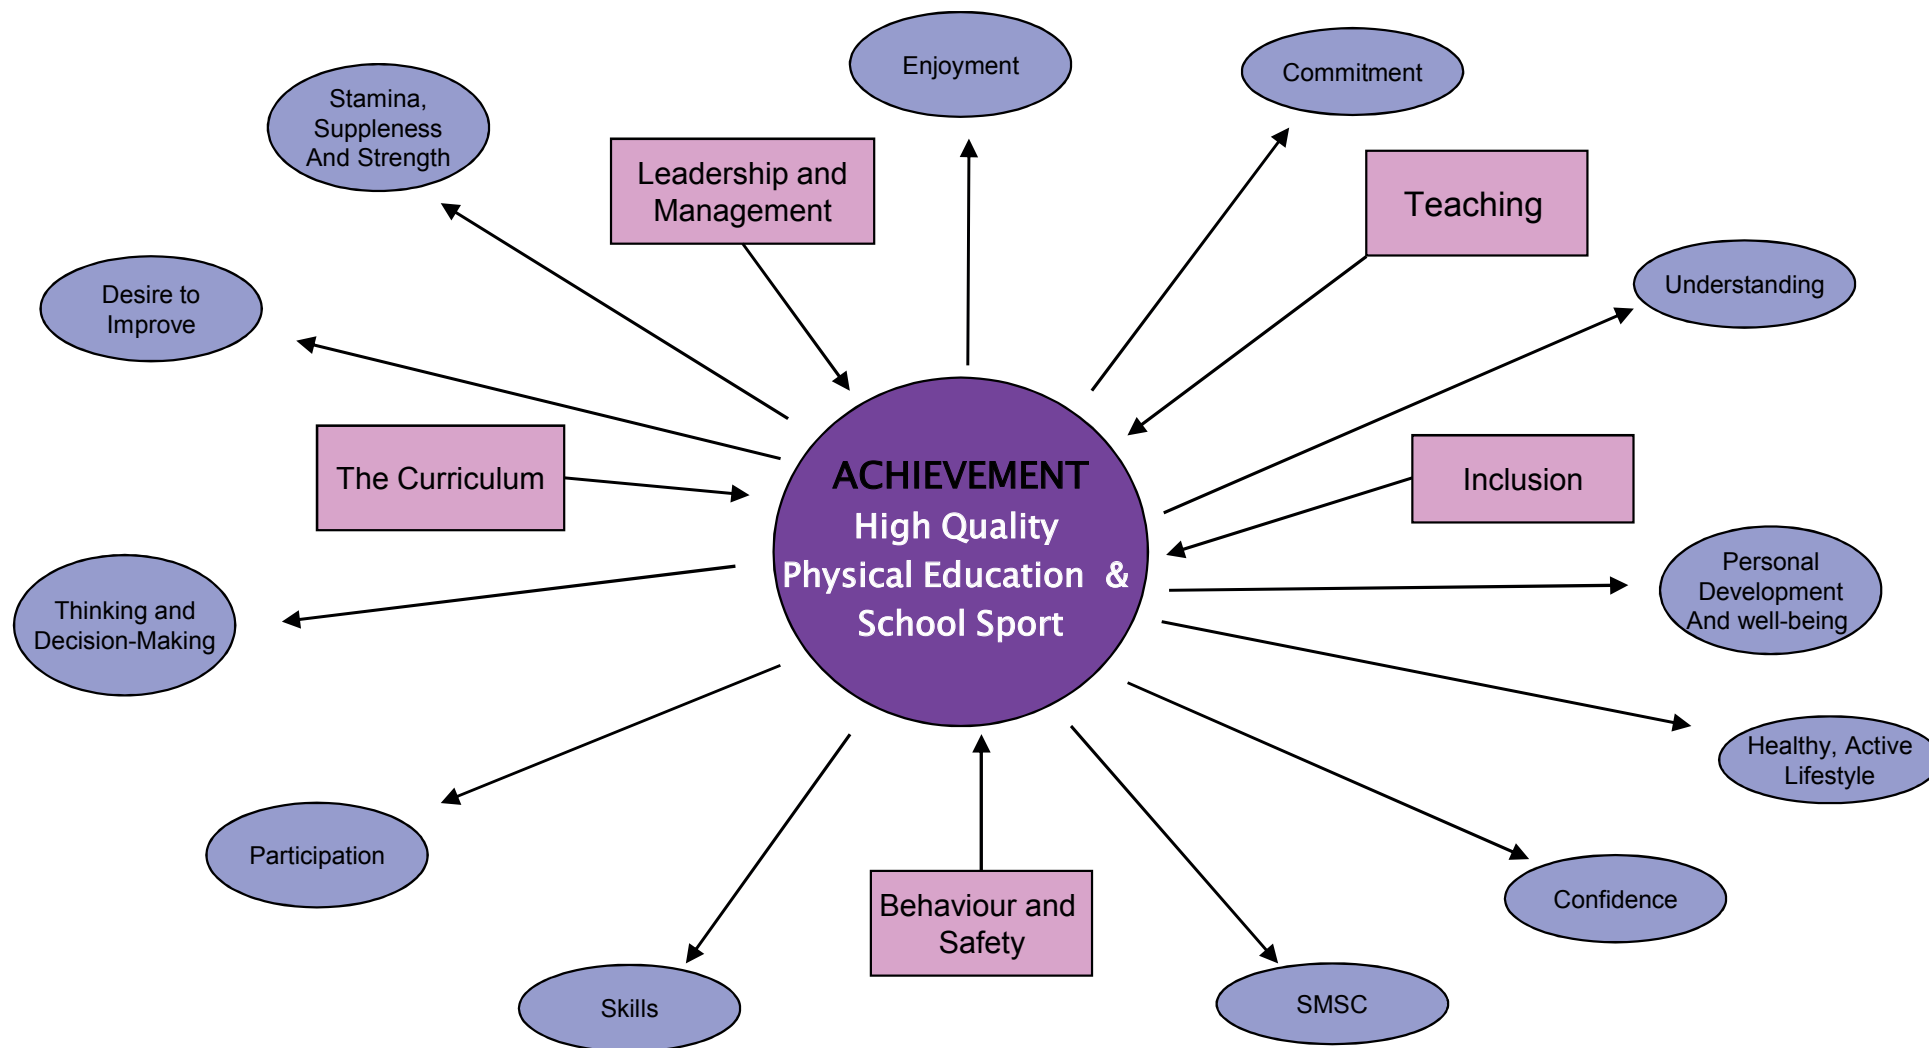 Enjoyment
Commitment
Stamina,
Suppleness
And Strength
Leadership and
Management
Teaching
Understanding
Desire to
Improve
The Curriculum
ACHIEVEMENT
High Quality
Physical Education &
School Sport
Inclusion
Personal
Development
And well-being
Thinking and
Decision-Making
Healthy, Active
Lifestyle
Participation
Behaviour and
Safety
Confidence
Skills
SMSC